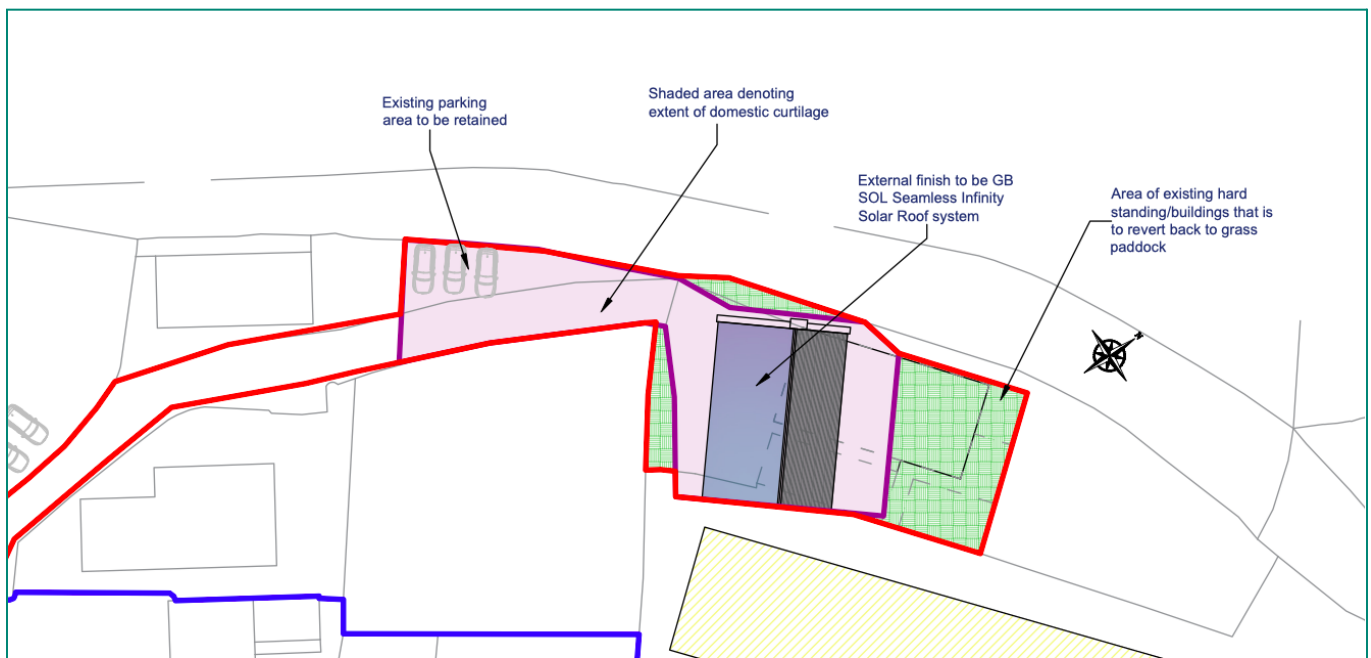 Existing parking
area to be retained
Shaded area denoting
extent of domestic curtilage
External finish to be GB
SOL Seamless Infinity
Solar Roof system
Area of existing hard
standing/buildings that is
to revert back to grass
paddock